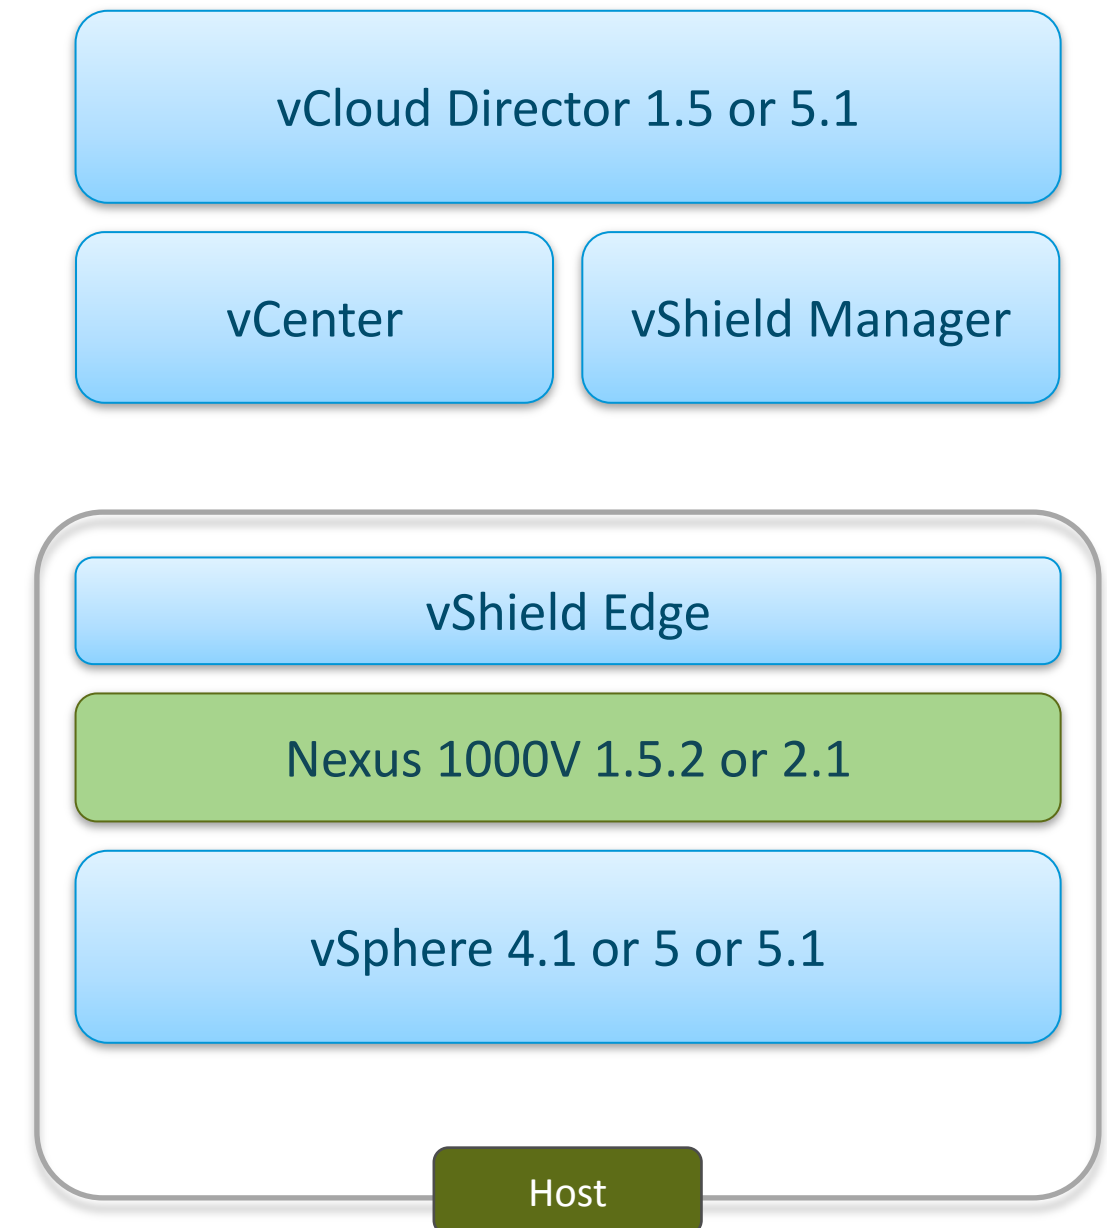 vCloud Director 1.5 or 5.1
vCenter
vShield Manager
vShield Edge
Nexus 1000V 1.5.2 or 2.1
vSphere 4.1 or 5 or 5.1
Host